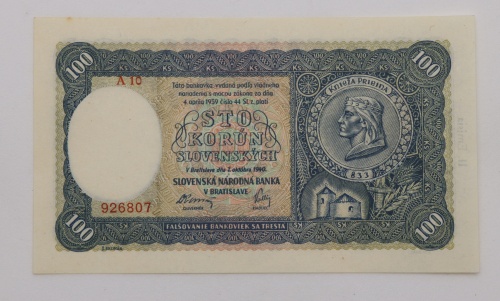 100
100
A 10
Táto bankovka, vydaná podľa vládneho
nariadenia s mocou zákona zo dňa
4. apríla 1939 číslo 44 Sl. z. platí
STO
KORÚN
SLOVENSKÝCH
V Bratislave dňa 7. októbra 1940.
SLOVENSKÁ NÁRODNÁ BANKA
V BRATISLAVE
926807
KNIEŽA PRIBINA
833
100
100
FALŠOVANIE BANKOVIEK SA TRESTÁ